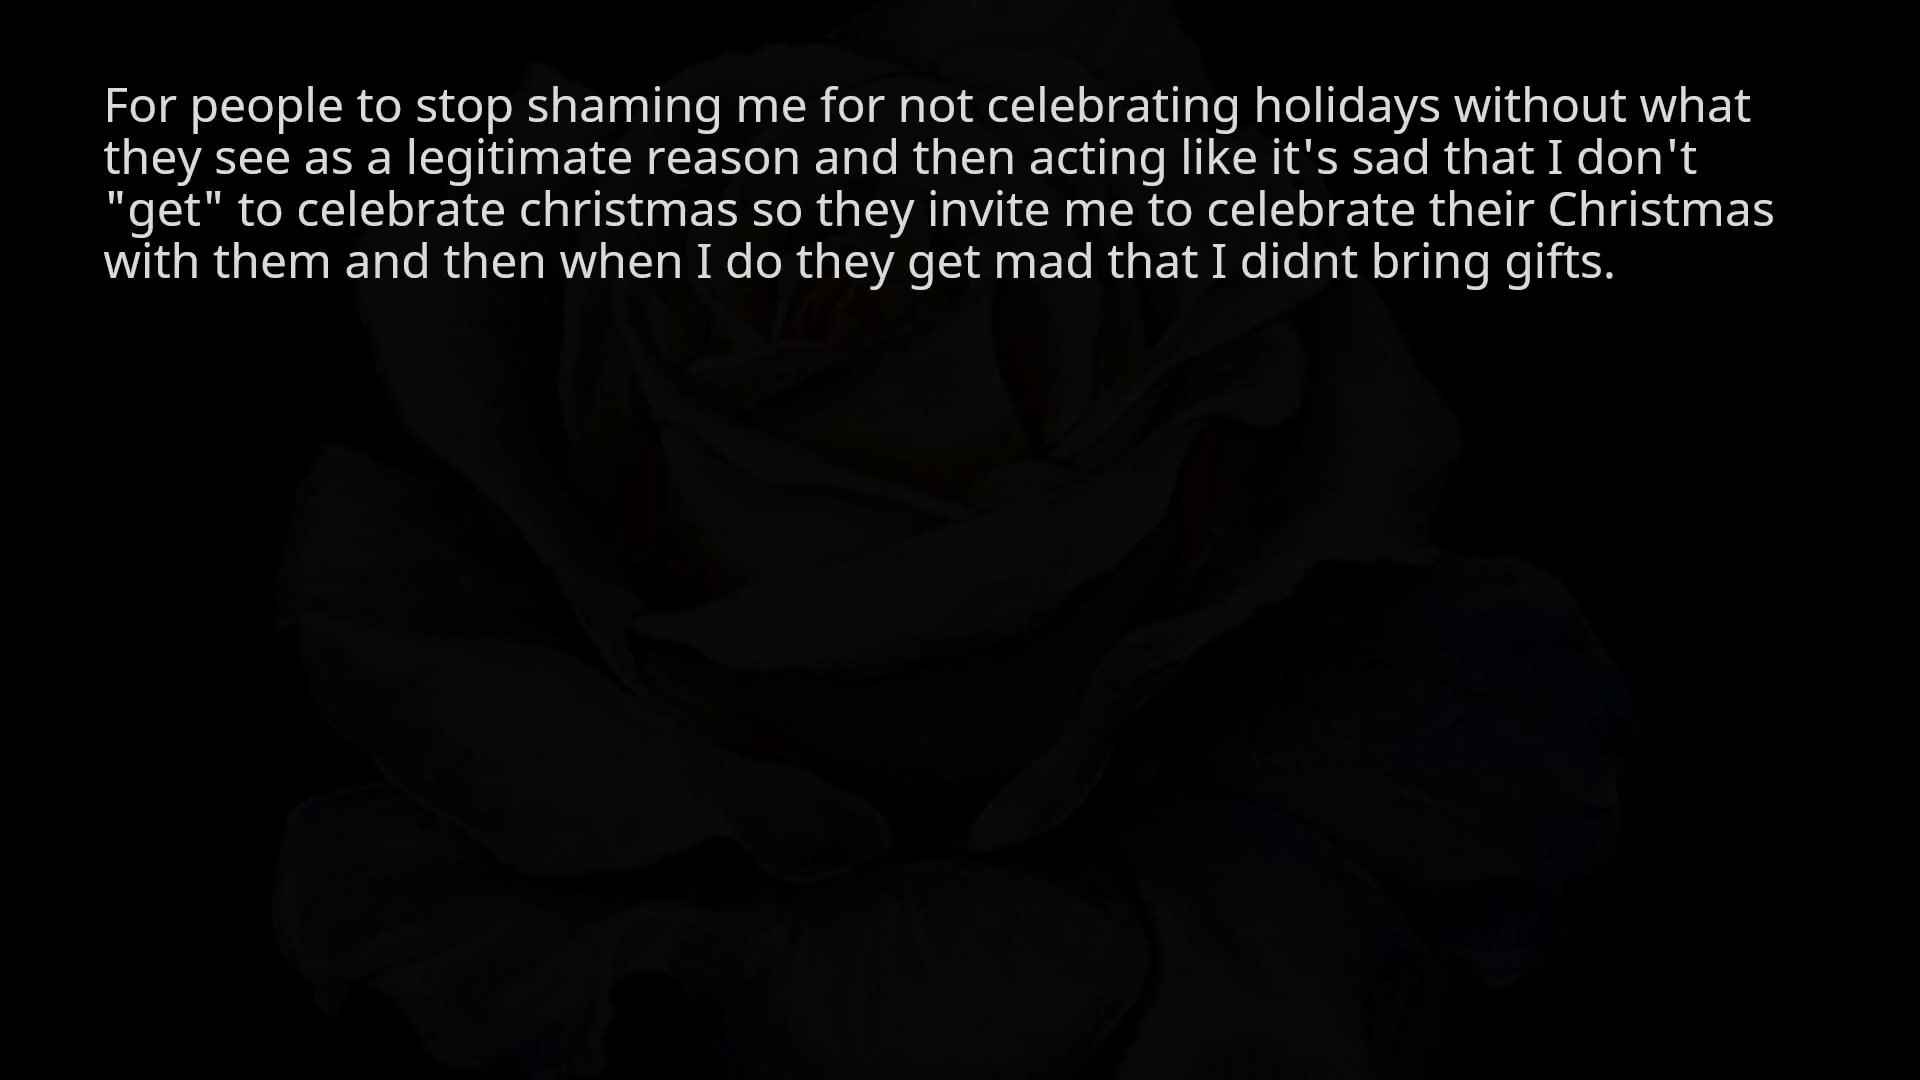 For people to stop shaming me for not celebrating holidays without what
they see as a legitimate reason and then acting like it's sad that I don't
"get" to celebrate christmas so they invite me to celebrate their Christmas
with them and then when I do they get mad that I didnt bring gifts.